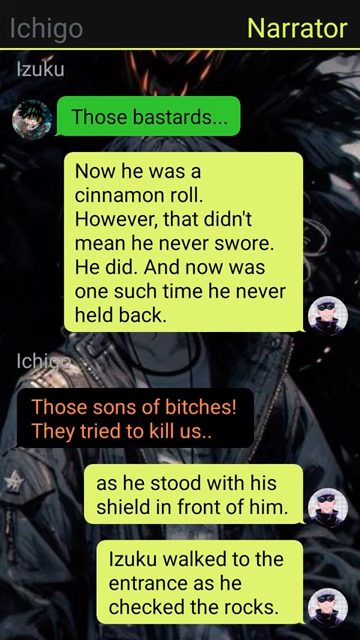 Ichigo
Narrator
Izuku
Those bastards...
Now he was a
cinnamon roll.
However, that didn't
mean he never swore.
He did. And now was
one such time he never
held back.
Ichigo
Those sons of bitches!
They tried to kill us..
as he stood with his
shield in front of him.
Izuku walked to the
entrance as he
checked the rocks.